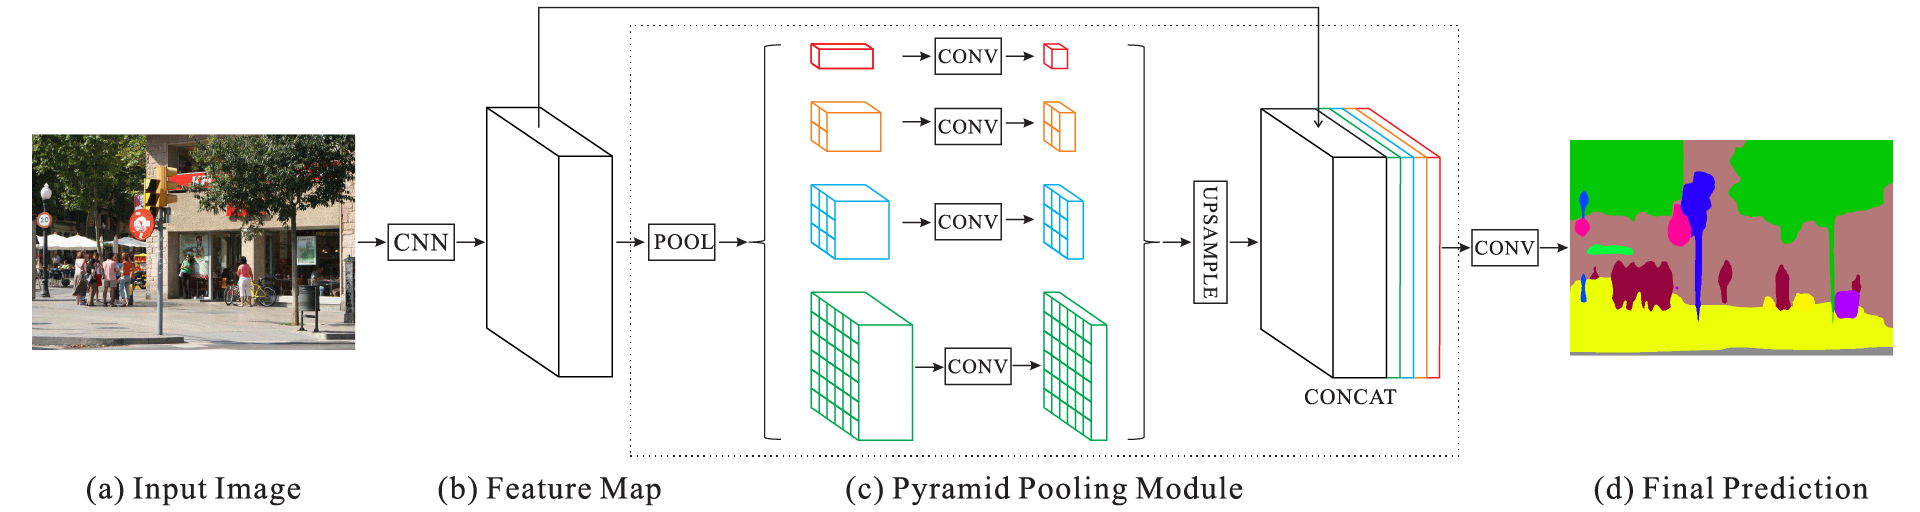 CNN
POOL
CONV
CONV
CONV
CONV
UPSAMPLE
CONCAT
CONV
(a) Input Image
(b) Feature Map
(c) Pyramid Pooling Module
(d) Final Prediction